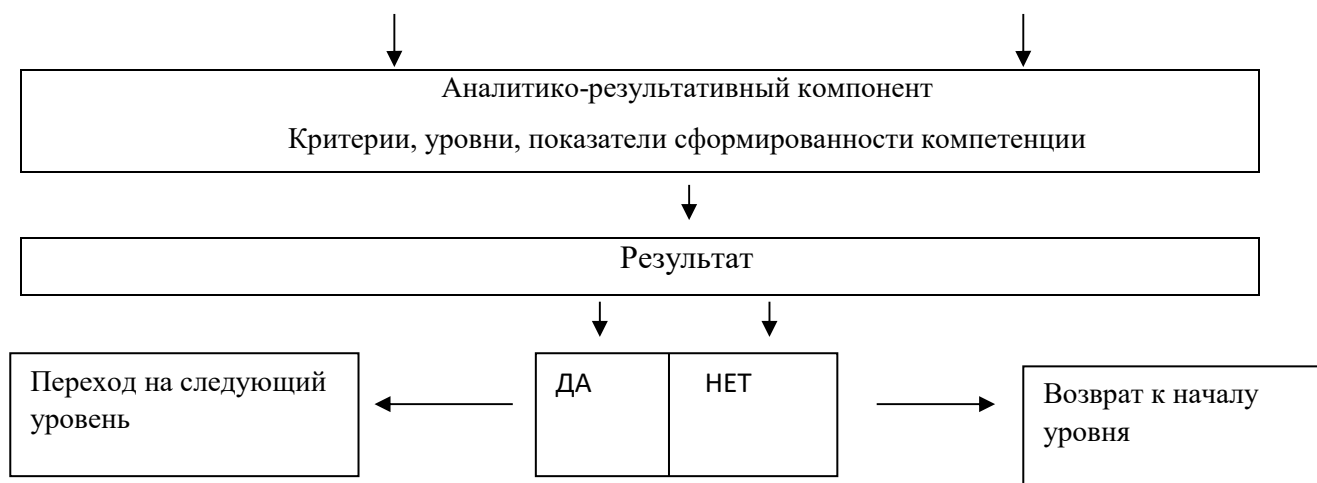 Аналитико-результативный компонент
Критерии, уровни, показатели сформированности компетенции
Результат
Переход на следующий
уровень
ДА
НЕТ
Возврат к началу
уровня